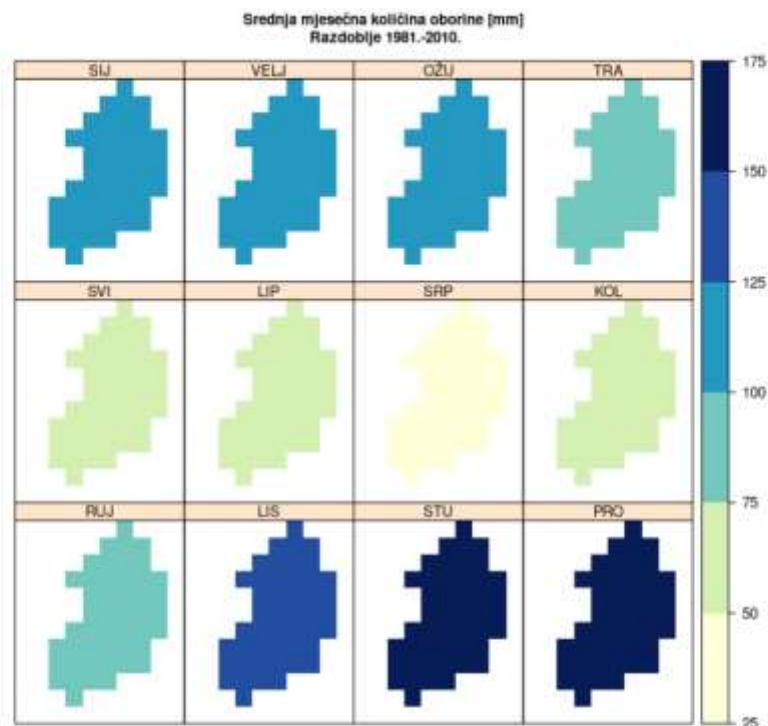 Srednja mjesečna količina oborine [mm]
Razdoblje 1981.-2010.
SIJ VELJ OŽU TRA
SVI LIP SRP KOL
RUJ LIS STU PRO
175
150
125
100
75
50
25